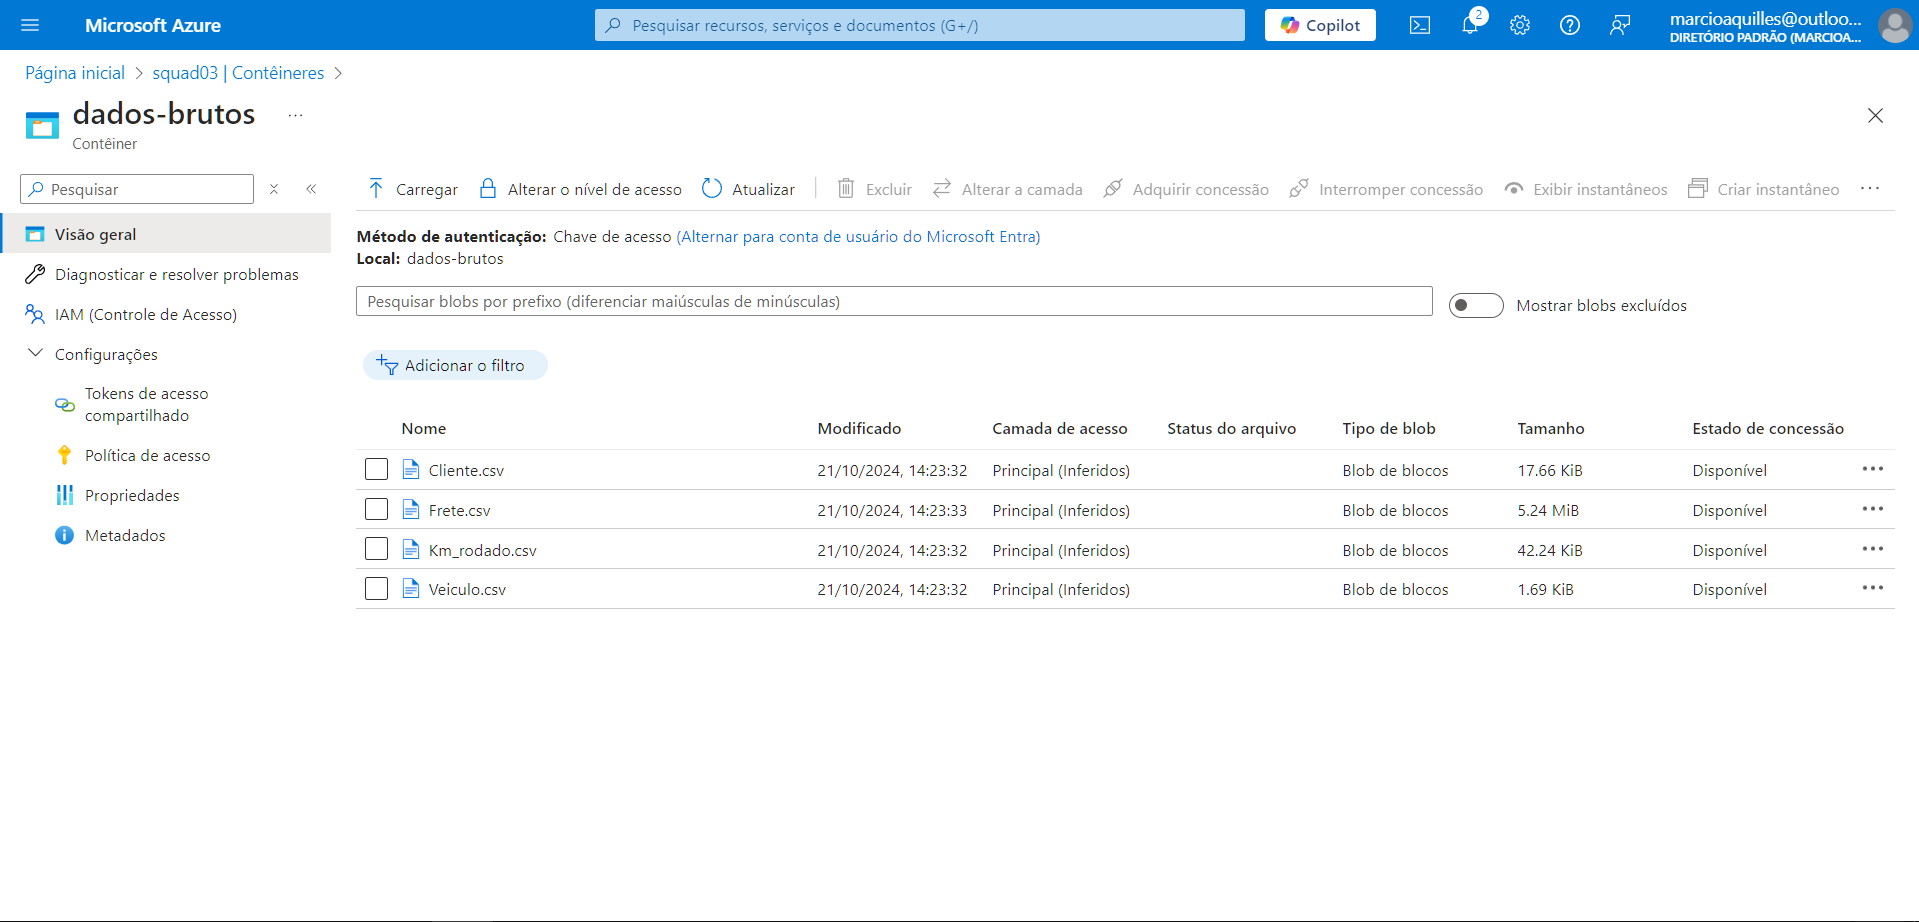 Microsoft Azure
Pesquisar recursos, serviços e documentos (G+/)
Copilot
2
marcioaquilles@outloo...
DIRETÓRIO PADRÃO (MARCIOA...
Página inicial > squad03 | Contêineres >
dados-brutos ...
Contêiner
Pesquisar
Visão geral
Diagnosticar e resolver problemas
IAM (Controle de Acesso)
Configurações
Tokens de acesso
compartilhado
Política de acesso
Propriedades
Metadados
Carregar Alterar o nível de acesso Atualizar Excluir Alterar a camada Adquirir concessão Interromper concessão Exibir instantâneos Criar instantâneo ...
Método de autenticação: Chave de acesso (Alternar para conta de usuário do Microsoft Entra)
Local: dados-brutos
Pesquisar blobs por prefixo (diferenciar maiúsculas de minúsculas)
Mostrar blobs excluídos
Adicionar o filtro
Nome Modificado Camada de acesso Status do arquivo Tipo de blob Tamanho Estado de concessão
Cliente.csv 21/10/2024, 14:23:32 Principal (Inferidos) Blob de blocos 17.66 KiB Disponível ...
Frete.csv 21/10/2024, 14:23:33 Principal (Inferidos) Blob de blocos 5.24 MiB Disponível ...
Km_rodado.csv 21/10/2024, 14:23:32 Principal (Inferidos) Blob de blocos 42.24 KiB Disponível ...
Veiculo.csv 21/10/2024, 14:23:32 Principal (Inferidos) Blob de blocos 1.69 KiB Disponível ...